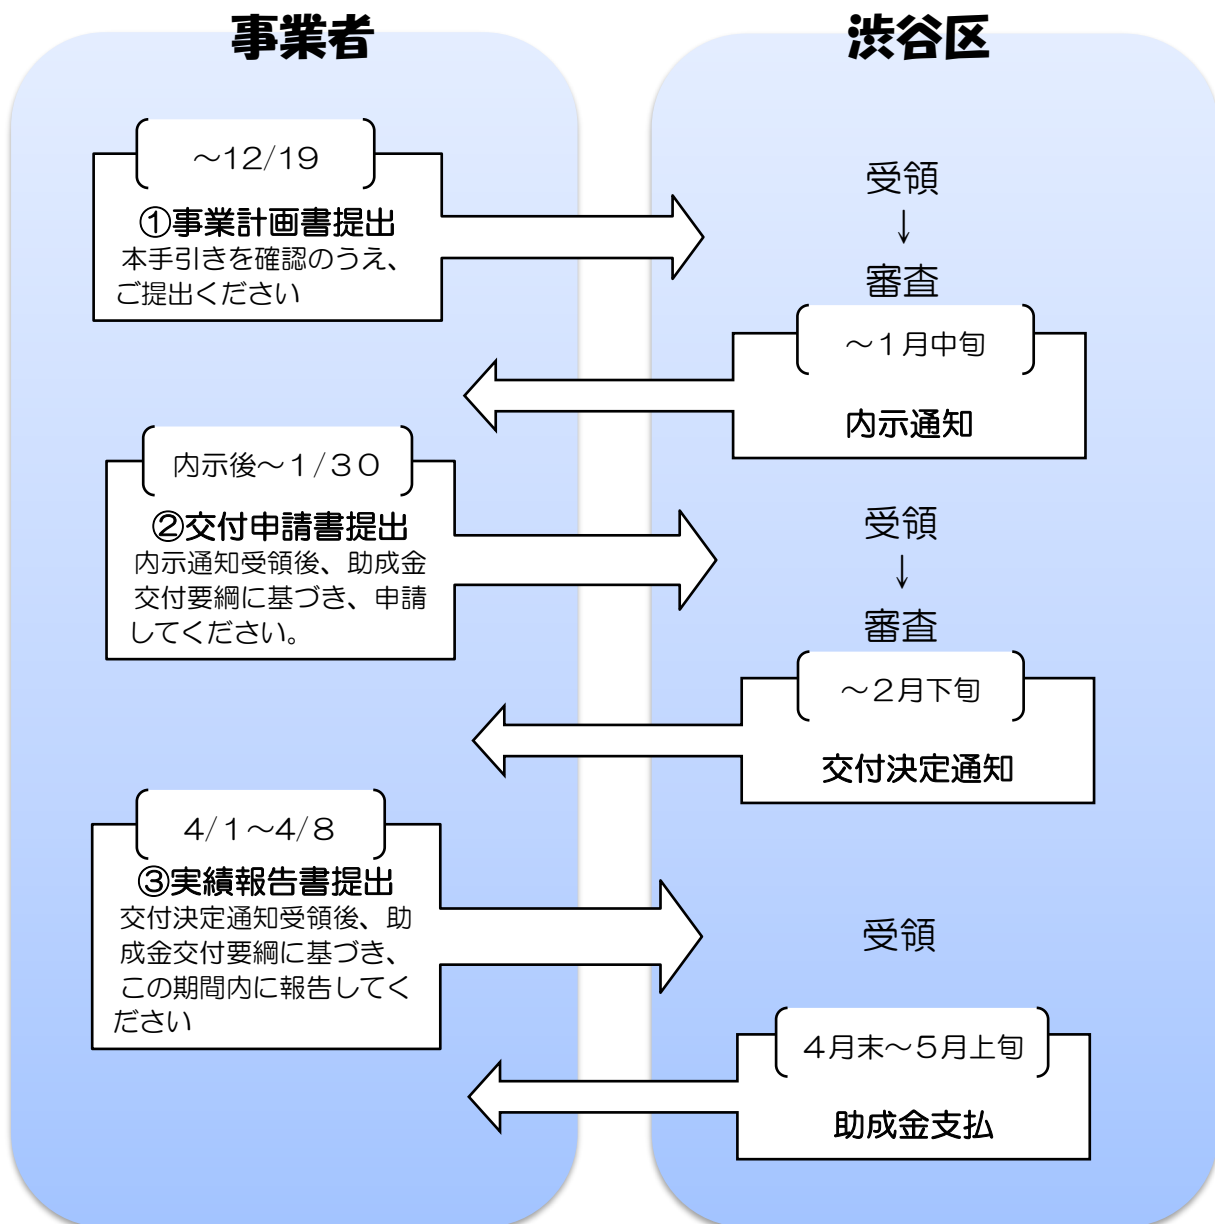 事業者
渋谷区
～12/19
①事業計画書提出
本手引きを確認のうえ、
ご提出ください
受領
↓
審査
～１月中旬
内示通知
内示後～１/３０
②交付申請書提出
内示通知受領後、助成金
交付要綱に基づき、申請
してください。
受領
↓
審査
～２月下旬
交付決定通知
４/１～４/８
③実績報告書提出
交付決定通知受領後、助
成金交付要綱に基づき、
この期間内に報告してく
ださい
受領
４月末～５月上旬
助成金支払